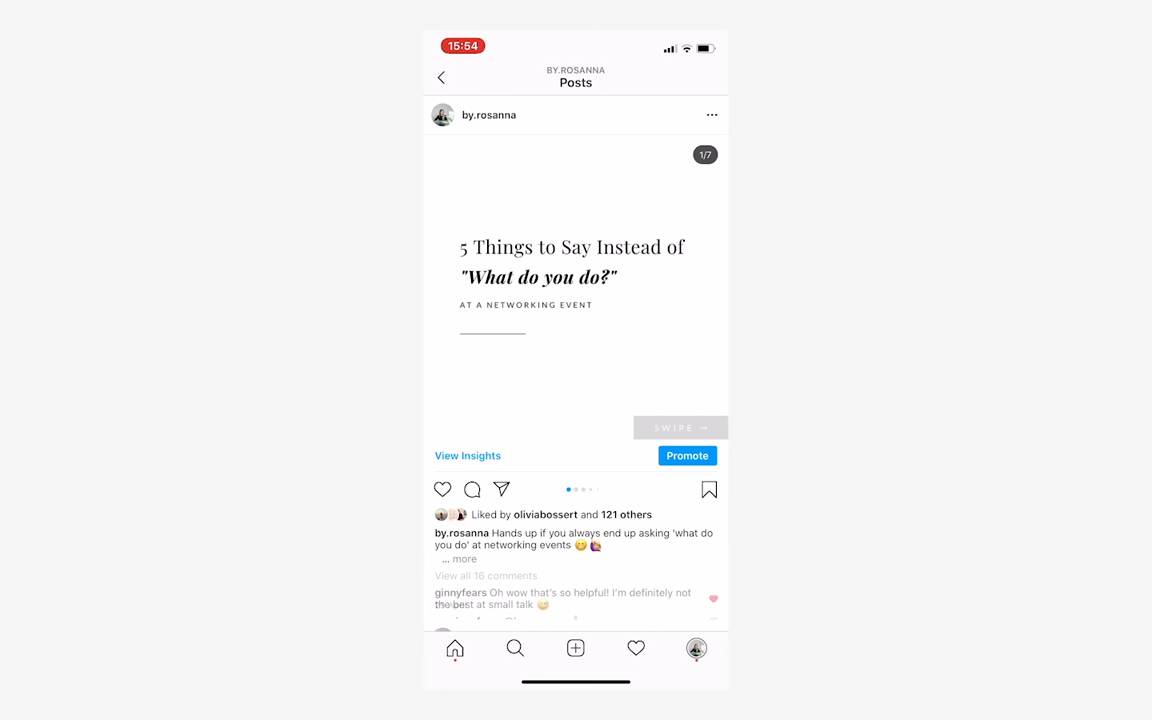 15:54
BY.ROSANNA
Posts
by.rosanna
1/7
5 Things to Say Instead of
"What do you do?"
AT A NETWORKING EVENT
SWIPE →
View Insights
Promote
Liked by oliviabossert and 121 others
by.rosanna Hands up if you always end up asking 'what do
you do' at networking events 😁🙋‍♀️
... more
View all 16 comments
ginnyfears Oh wow that's so helpful! I'm definitely not
the best at small talk 😅